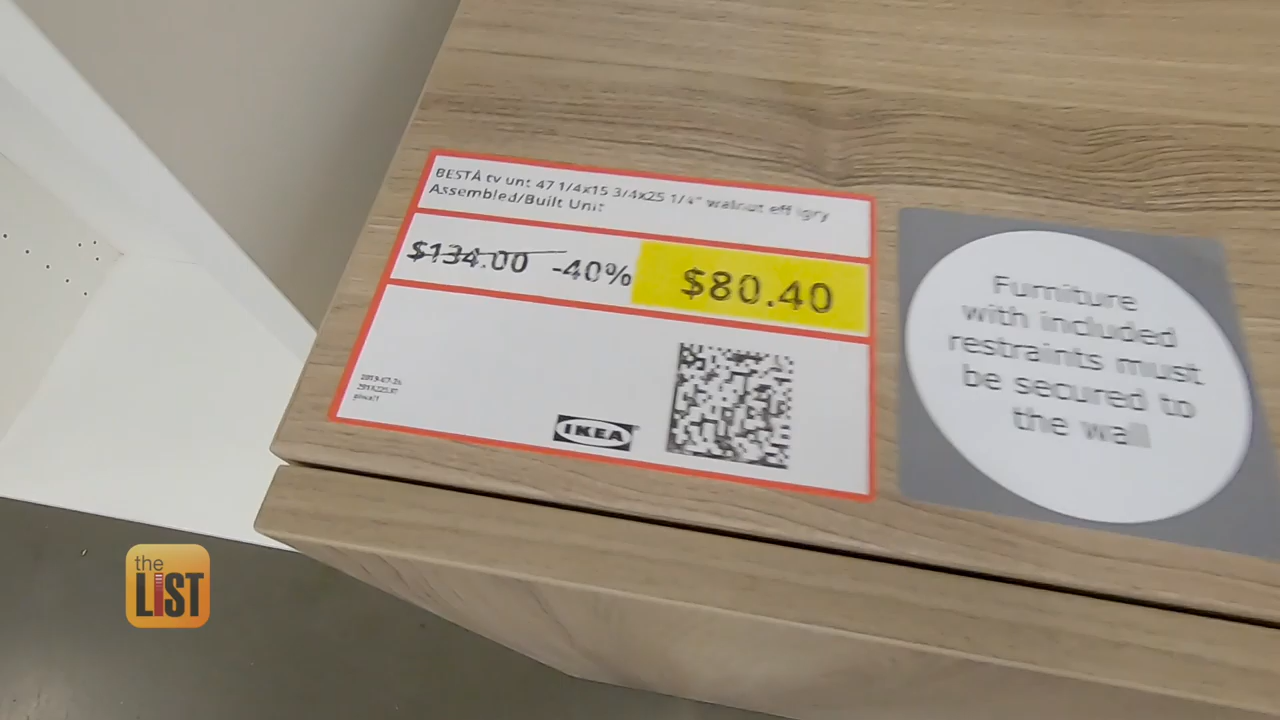 BESTÅ tv unt 47 1/4x15 3/4x25 1/4" walnut eff lgry
Assembled/Built Unit
$134.00 -40% $80.40
IKEA
Furniture
with included
restraints must
be secured to
the wall
the
LIST